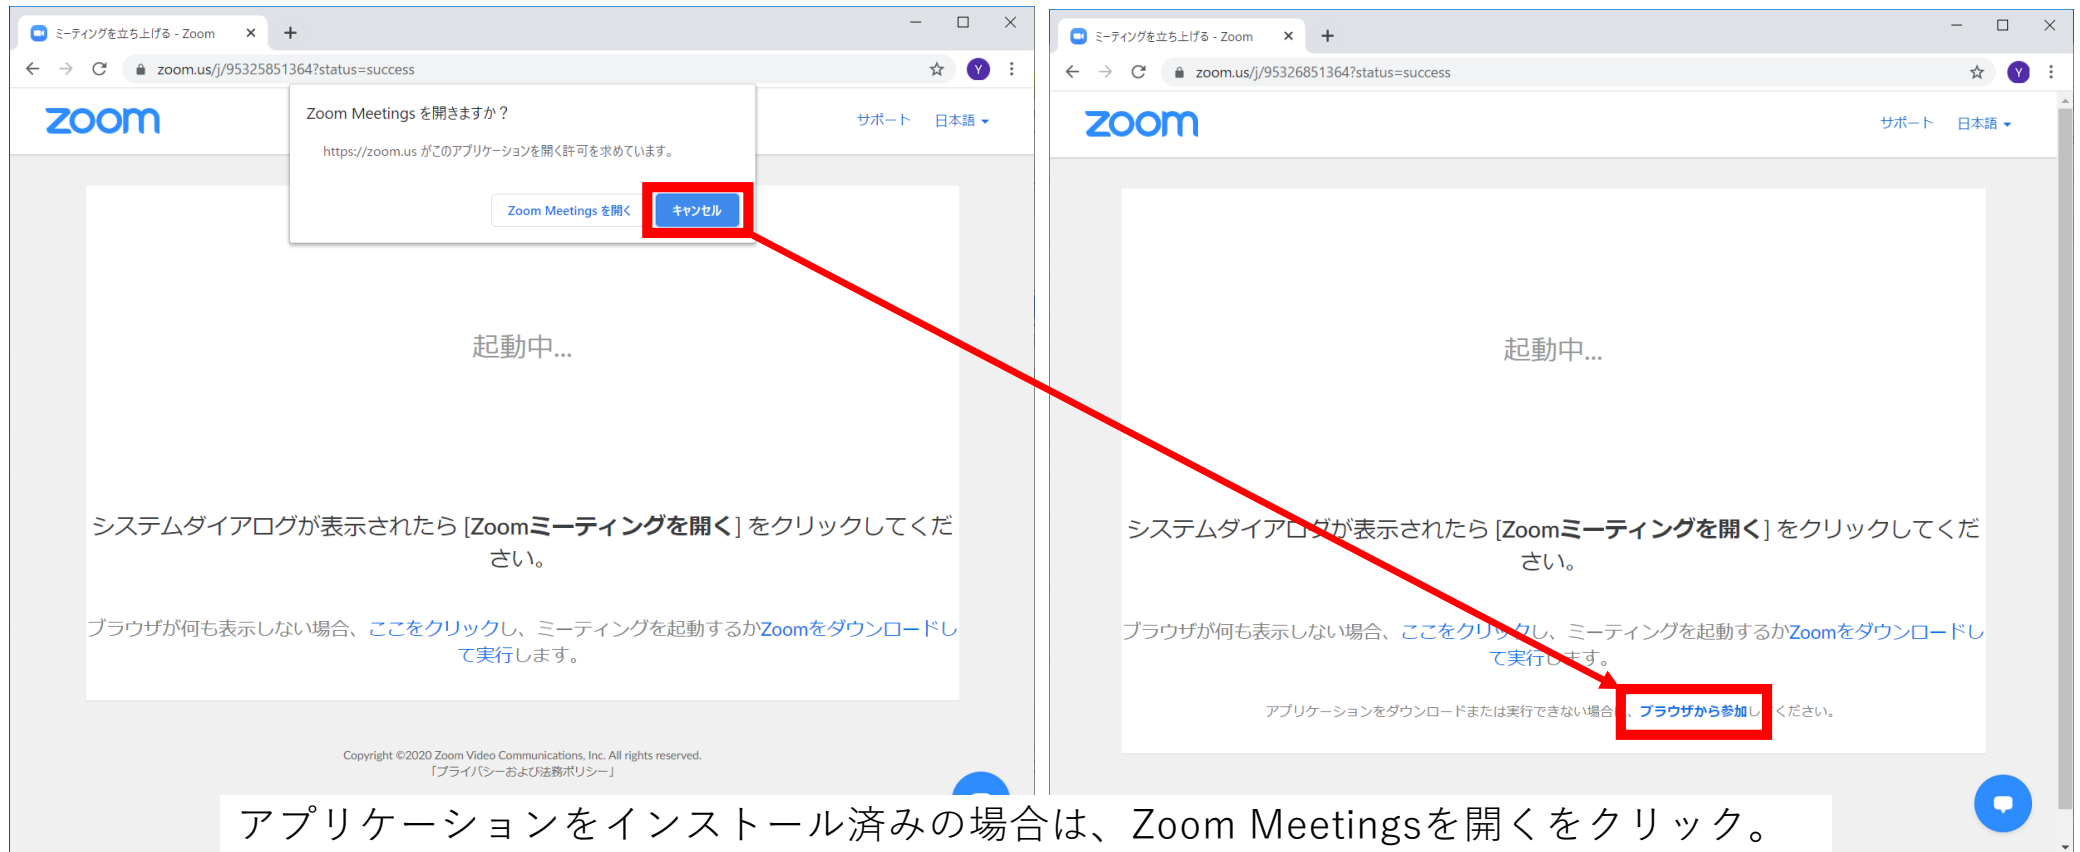 ミーティングを立ち上げる - Zoom
zoom.us/j/95325851364?status=success
Y
zoom
サポート 日本語
Zoom Meetings を開きますか？
https://zoom.us がこのアプリケーションを開く許可を求めています。
Zoom Meetings を開く キャンセル
起動中...
システムダイアログが表示されたら [Zoomミーティングを開く] をクリックしてくだ
さい。
ブラウザが何も表示しない場合、ここをクリックし、ミーティングを起動するかZoomをダウンロードし
て実行します。
Copyright ©2020 Zoom Video Communications, Inc. All rights reserved.
「プライバシーおよび法務ポリシー」
ミーティングを立ち上げる - Zoom
zoom.us/j/95326851364?status=success
Y
zoom
サポート 日本語
起動中...
システムダイアログが表示されたら [Zoomミーティングを開く] をクリックしてくだ
さい。
ブラウザが何も表示しない場合、ここをクリックし、ミーティングを起動するかZoomをダウンロードし
て実行します。
アプリケーションをダウンロードまたは実行できない場合は、ブラウザから参加してください。
アプリケーションをインストール済みの場合は、Zoom Meetingsを開くをクリック。